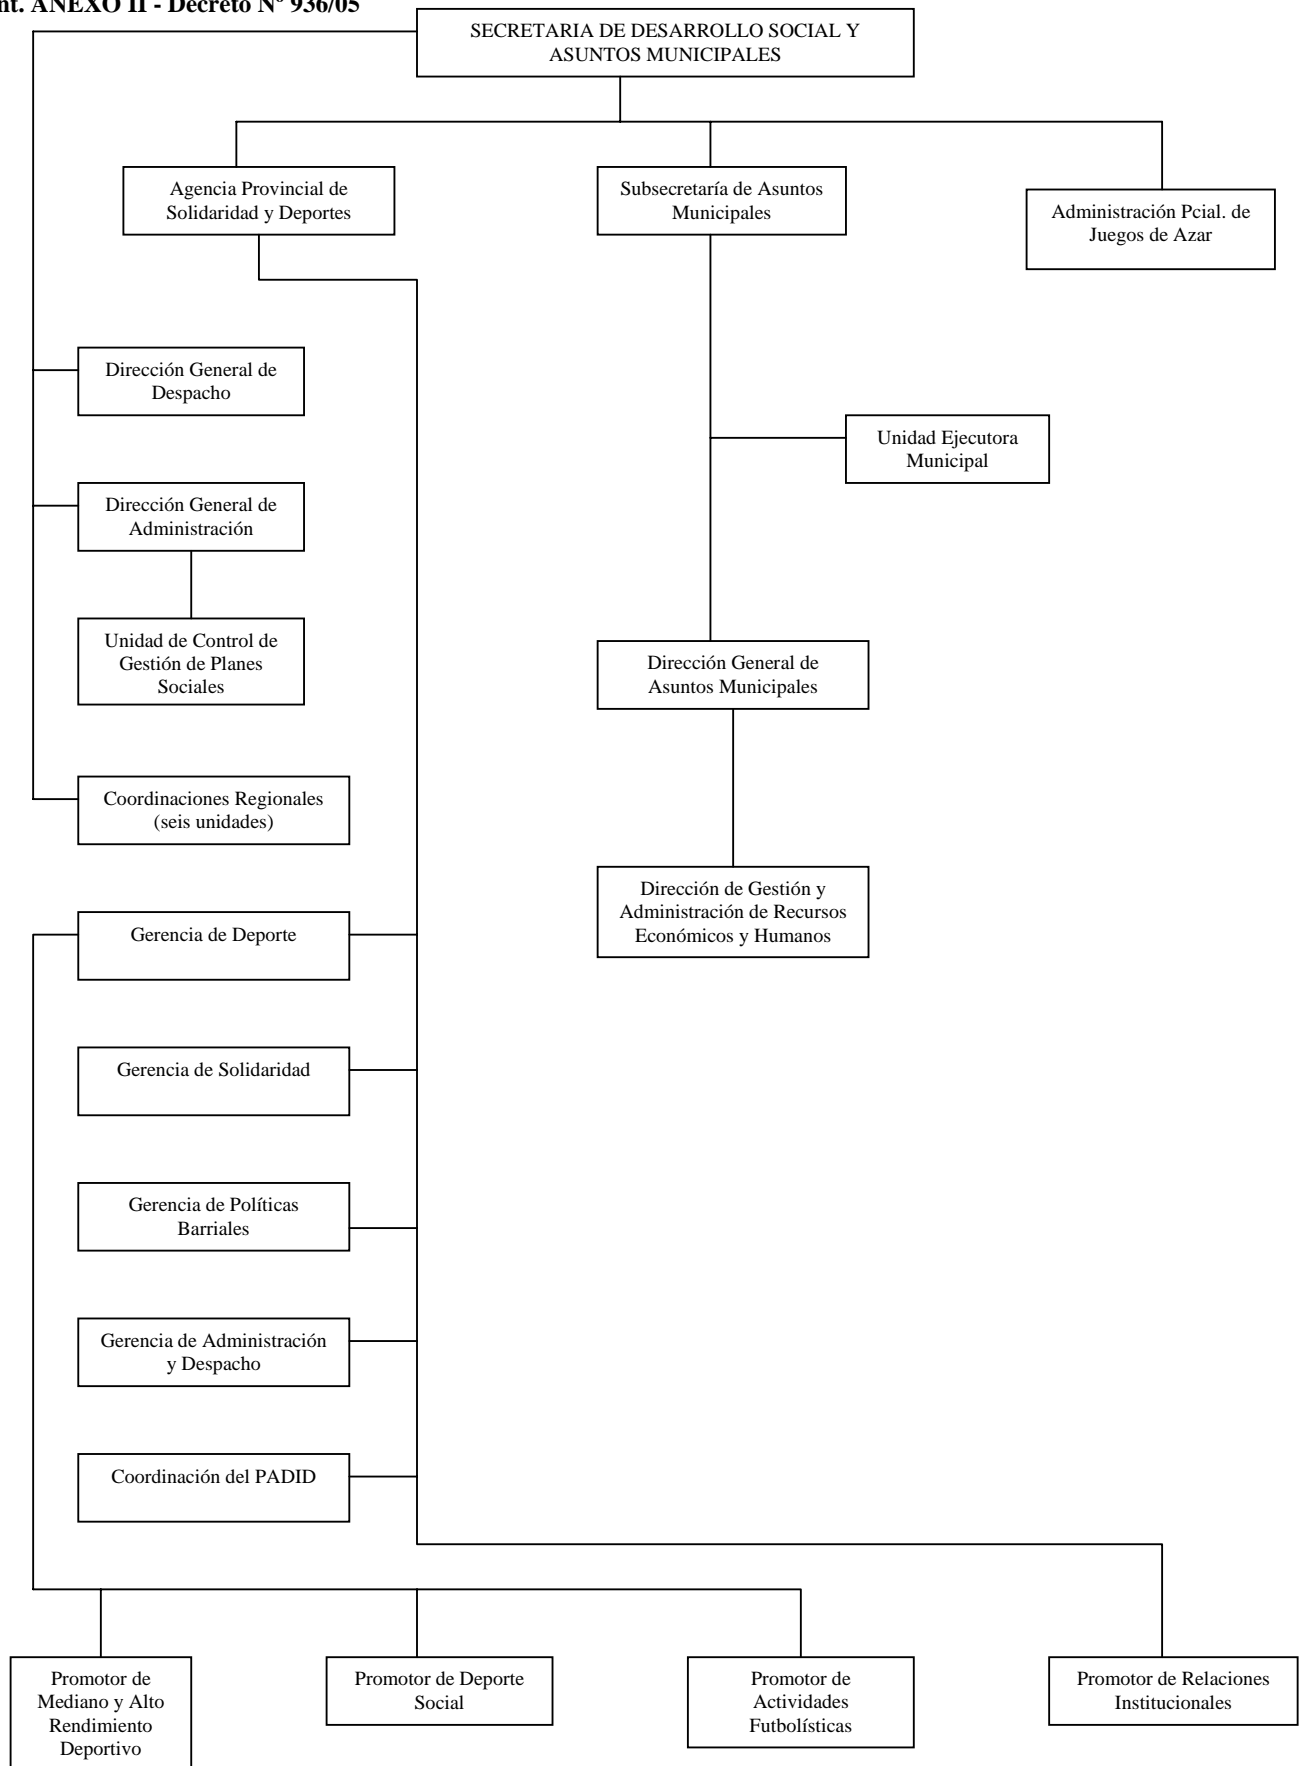 nt. ANEXO II - Decreto Nº 936/05
SECRETARIA DE DESARROLLO SOCIAL Y
ASUNTOS MUNICIPALES
Agencia Provincial de
Solidaridad y Deportes
Subsecretaría de Asuntos
Municipales
Administración Pcial. de
Juegos de Azar
Dirección General de
Despacho
Unidad Ejecutora
Municipal
Dirección General de
Administración
Unidad de Control de
Gestión de Planes
Sociales
Dirección General de
Asuntos Municipales
Coordinaciones Regionales
(seis unidades)
Dirección de Gestión y
Administración de Recursos
Económicos y Humanos
Gerencia de Deporte
Gerencia de Solidaridad
Gerencia de Políticas
Barriales
Gerencia de Administración
y Despacho
Coordinación del PADID
Promotor de
Mediano y Alto
Rendimiento
Deportivo
Promotor de Deporte
Social
Promotor de
Actividades
Futbolísticas
Promotor de Relaciones
Institucionales